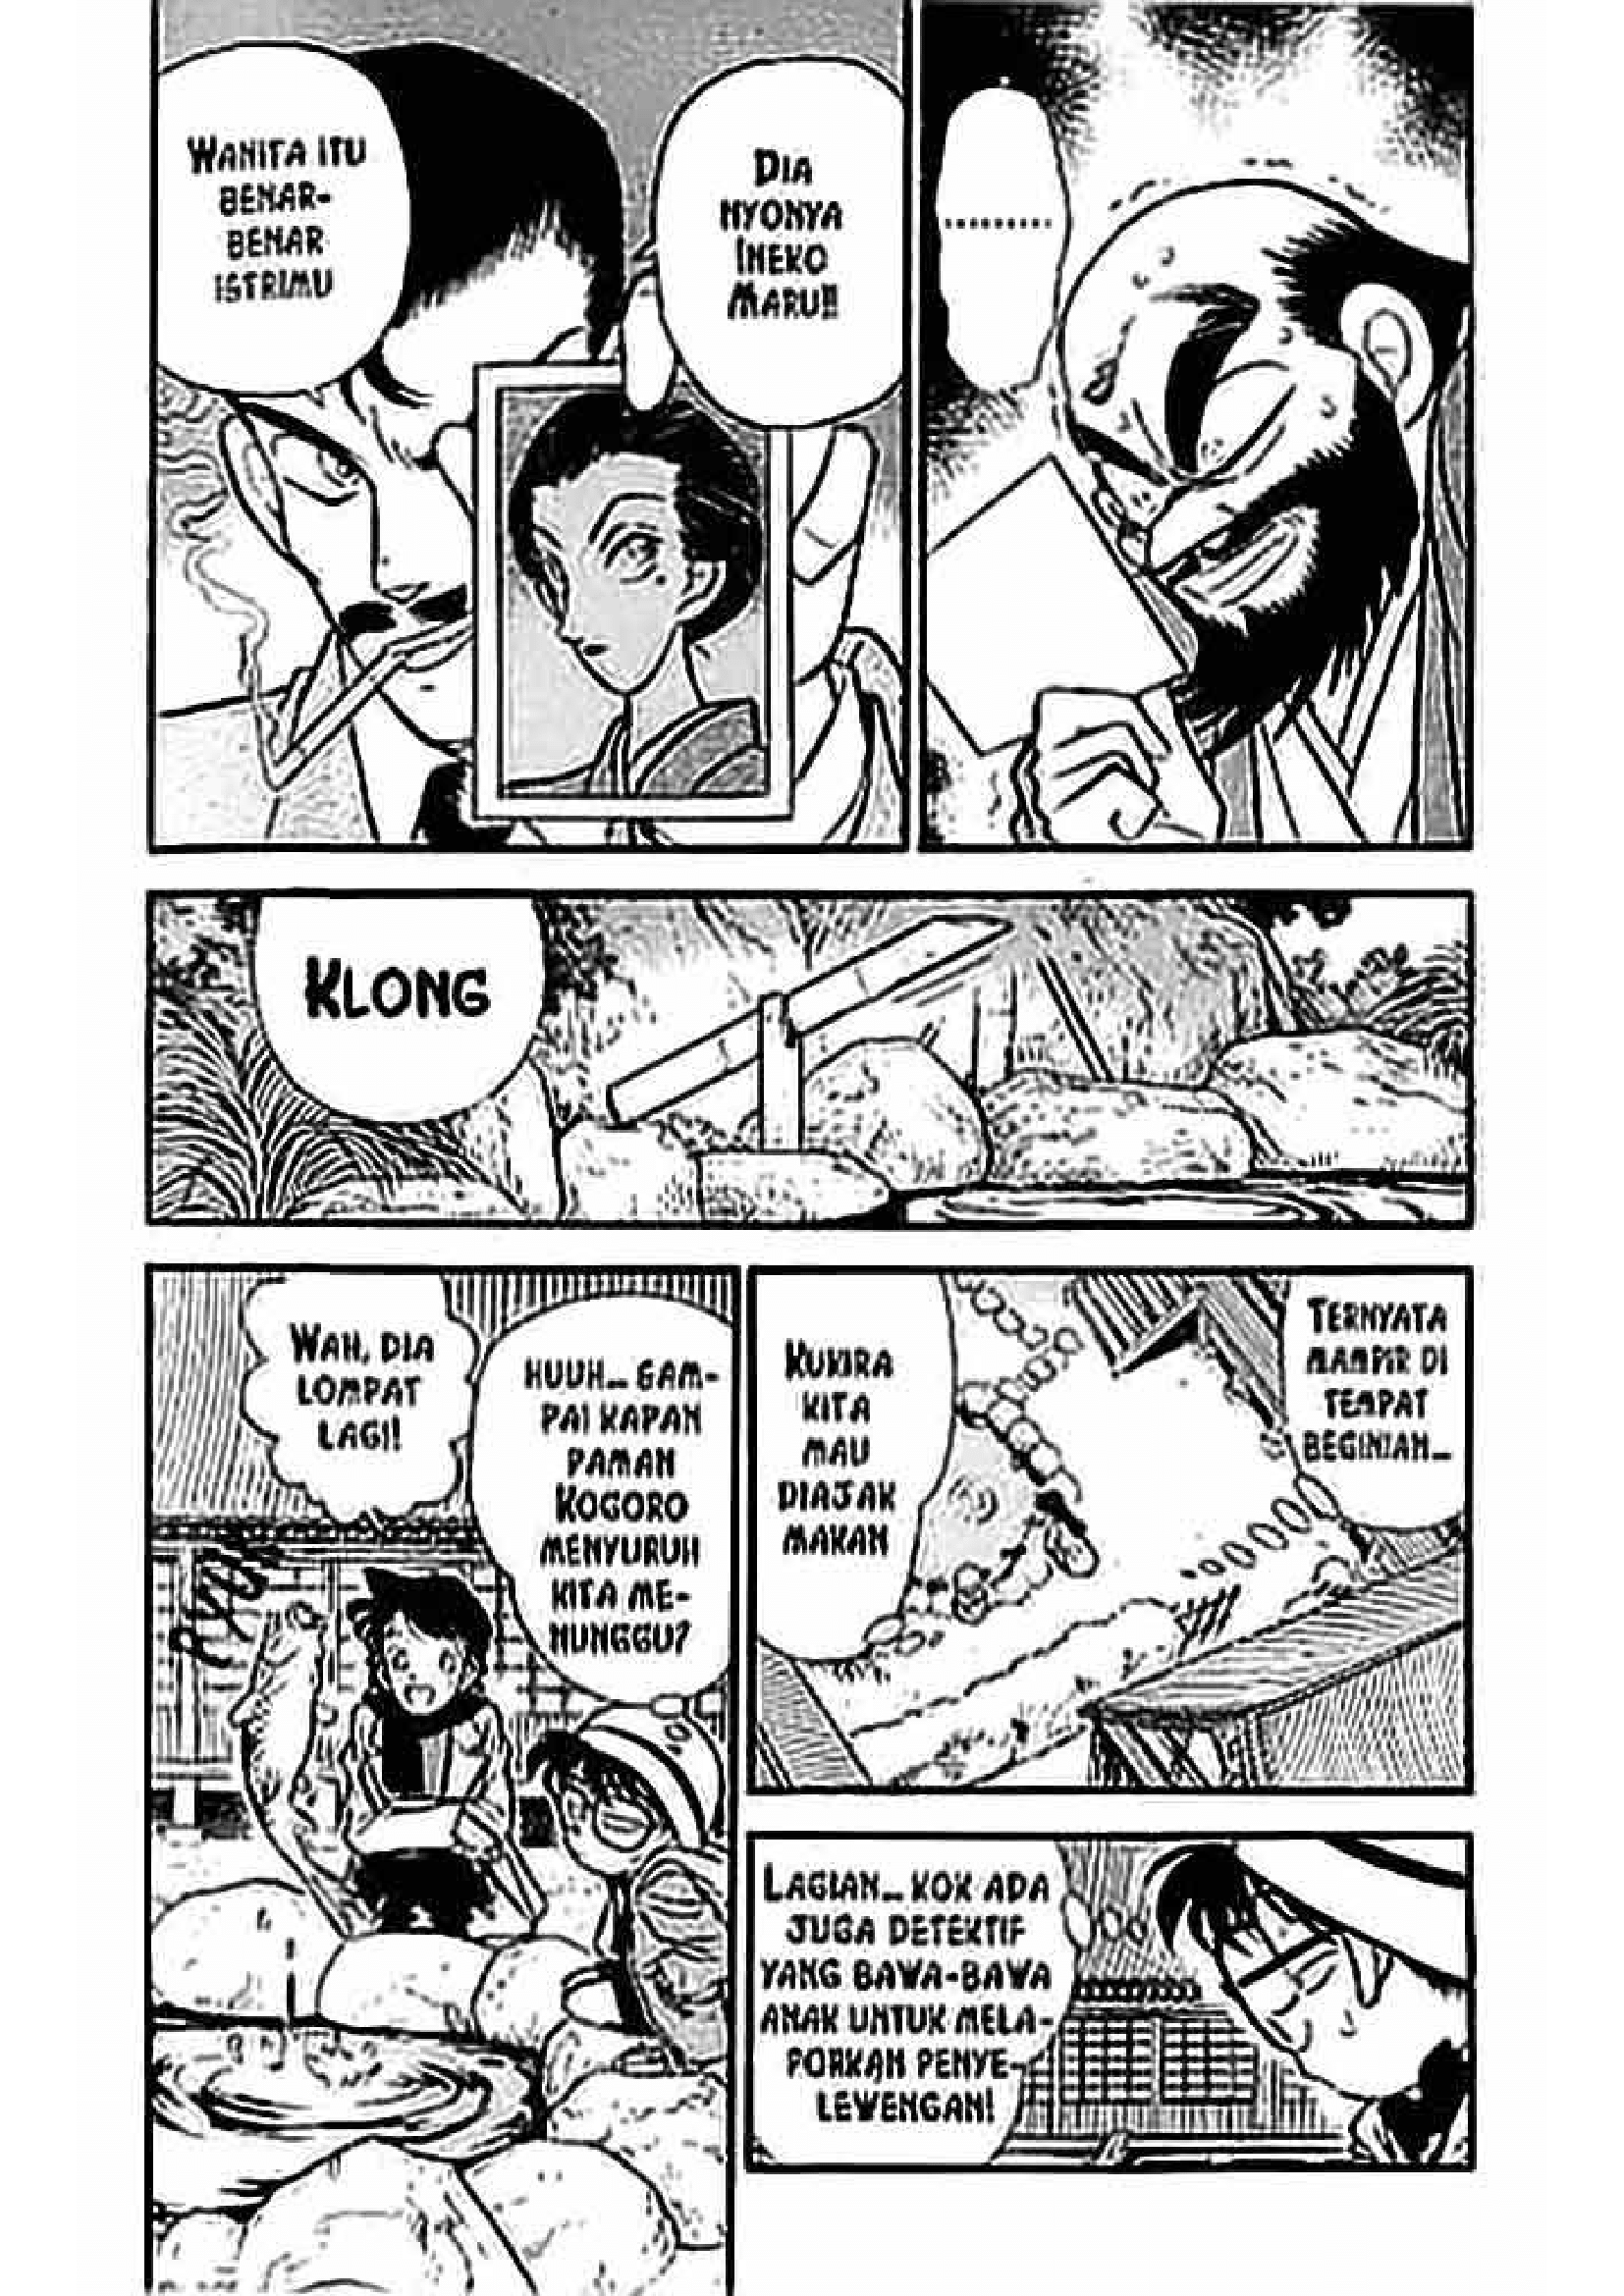 ..........
DIA
NYONYA
INEKO
MARU!!
WANITA ITU
BENAR-
BENAR
ISTRIMU
KLONG
TERNYATA
MAMPIR DI
TEMPAT
BEGINIAH...
KUKIRA
KITA
MAU
DIAJAK
MAKAN
LAGIAN... KOK ADA
JUGA DETEKTIF
YANG BAWA-BAWA
ANAK UNTUK MELA-
PORKAN PENYE-
LEWENGAN!
HUUH... GAM-
PAI KAPAN
PAMAN
KOGORO
MENYURUH
KITA ME-
NUNGGU?
WAH, DIA
LOMPAT
LAGI!